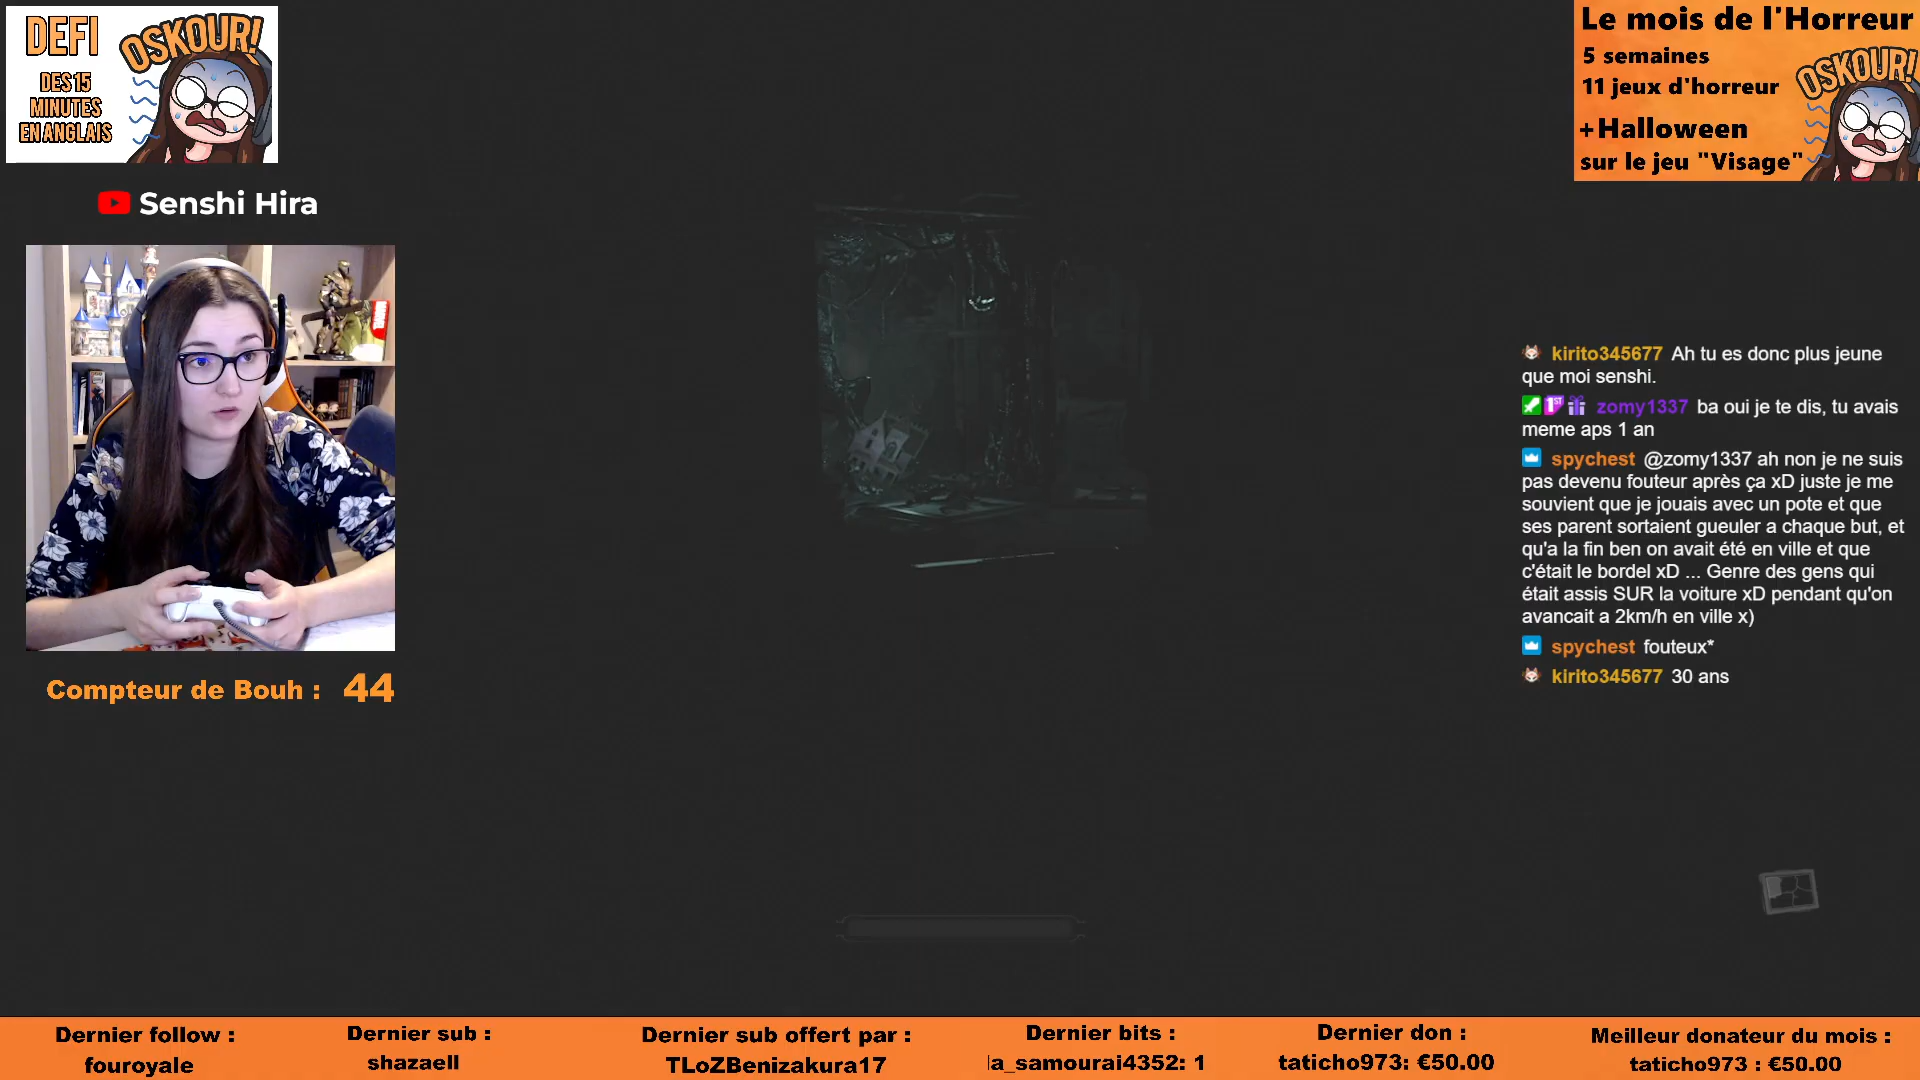 DEFI
OSKOUR!
DES 15
MINUTES
EN ANGLAIS
Senshi Hira
Compteur de Bouh : 44
Le mois de l'Horreur
5 semaines
11 jeux d'horreur
OSKOUR!
+Halloween
sur le jeu "Visage"
kirito345677 Ah tu es donc plus jeune
que moi senshi.
1ST zomy1337 ba oui je te dis, tu avais
meme aps 1 an
spychest @zomy1337 ah non je ne suis
pas devenu fouteur après ça xD juste je me
souvient que je jouais avec un pote et que
ses parent sortaient gueuler a chaque but, et
qu'a la fin ben on avait été en ville et que
c'était le bordel xD ... Genre des gens qui
était assis SUR la voiture xD pendant qu'on
avancait a 2km/h en ville x)
spychest fouteux*
kirito345677 30 ans
Dernier follow :
fouroyale
Dernier sub :
shazaell
Dernier sub offert par :
TLoZBenizakura17
Dernier bits :
la_samourai4352: 1
Dernier don :
taticho973: €50.00
Meilleur donateur du mois :
taticho973 : €50.00